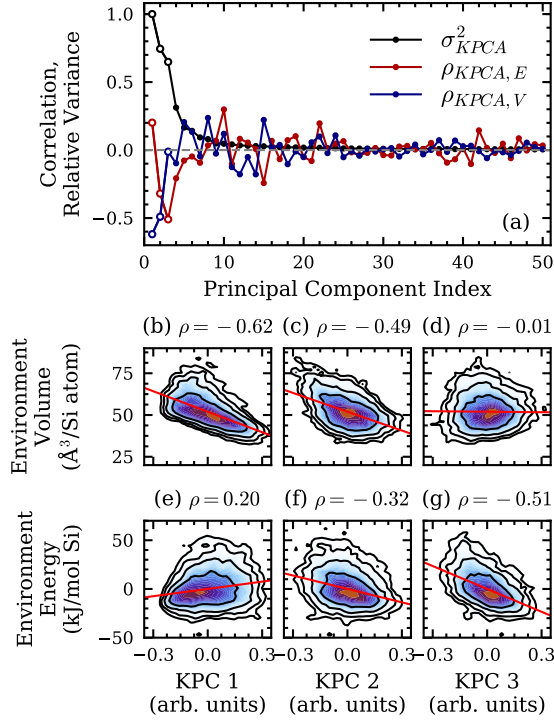 Correlation,
Relative Variance
1.0
0.5
0.0
−0.5
σ²KPCA
ρKPCA, E
ρKPCA, V
(a)
0 10 20 30 40 50
Principal Component Index
(b) ρ = −0.62 (c) ρ = −0.49 (d) ρ = −0.01
Environment
Volume
(Å³/Si atom)
75
50
25
(e) ρ = 0.20 (f) ρ = −0.32 (g) ρ = −0.51
Environment
Energy
(kJ/mol Si)
50
0
−50
−0.3 0.0 0.3 0.0 0.3 0.0 0.3
KPC 1 KPC 2 KPC 3
(arb. units) (arb. units) (arb. units)